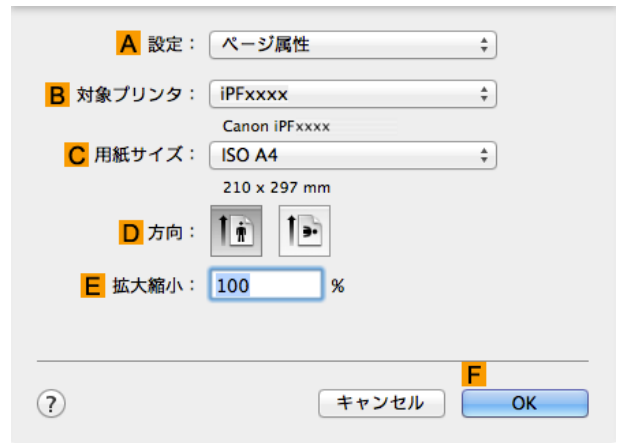 A 設定： ページ属性
B 対象プリンタ： iPFxxxx
Canon iPFxxxx
C 用紙サイズ： ISO A4
210 x 297 mm
D 方向：
E 拡大縮小： 100 %
F
? キャンセル OK